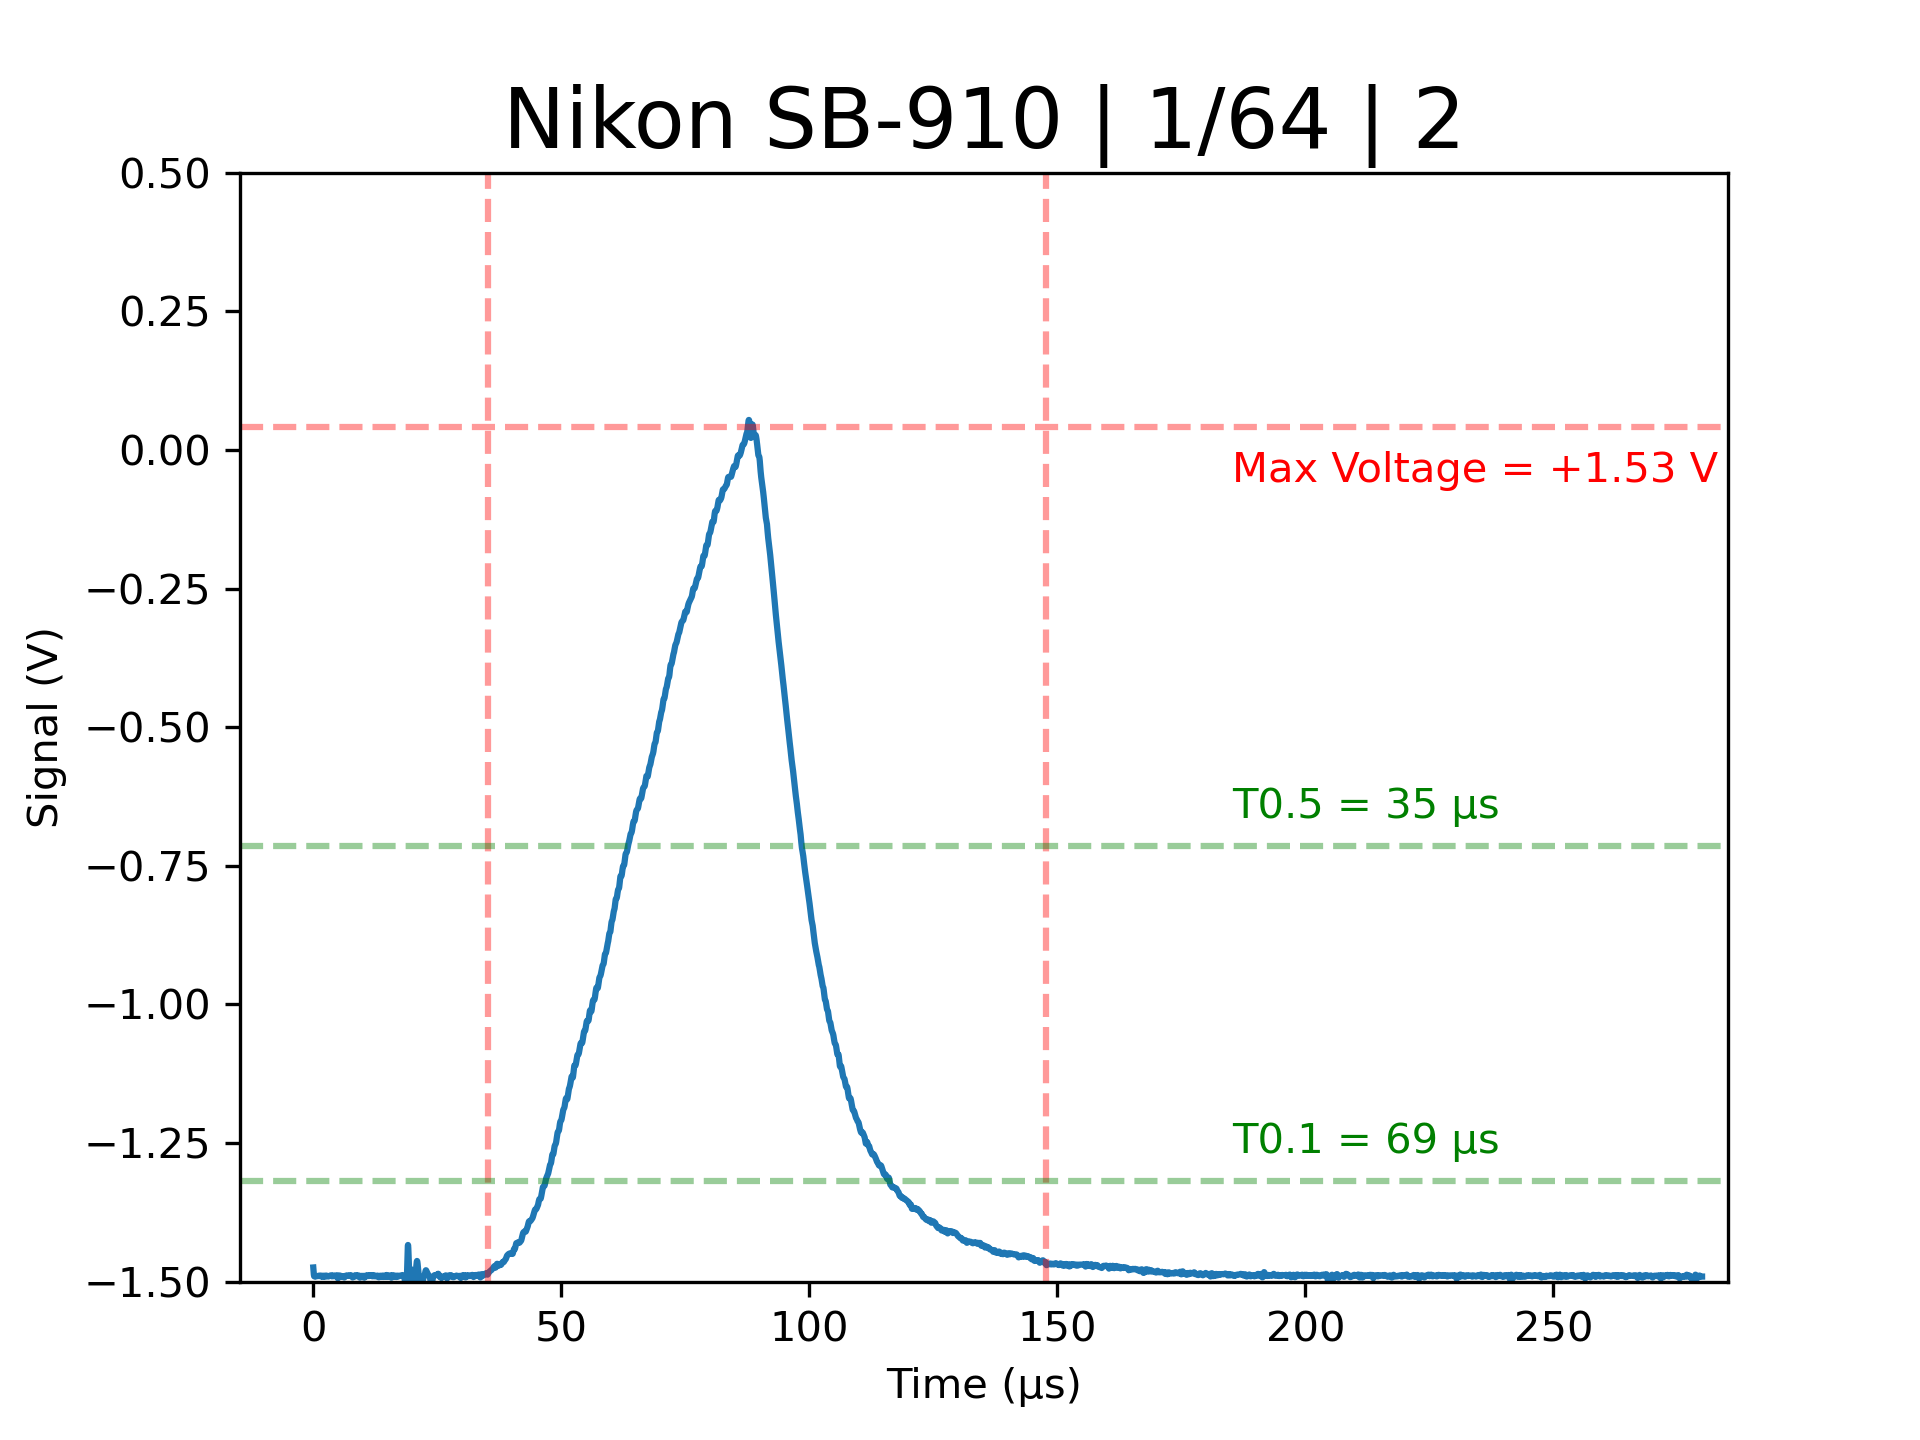 Nikon SB-910 | 1/64 | 2
0.50
0.25
0.00
−0.25
−0.50
−0.75
−1.00
−1.25
−1.50
Signal (V)
Max Voltage = +1.53 V
T0.5 = 35 µs
T0.1 = 69 µs
0 50 100 150 200 250
Time (µs)